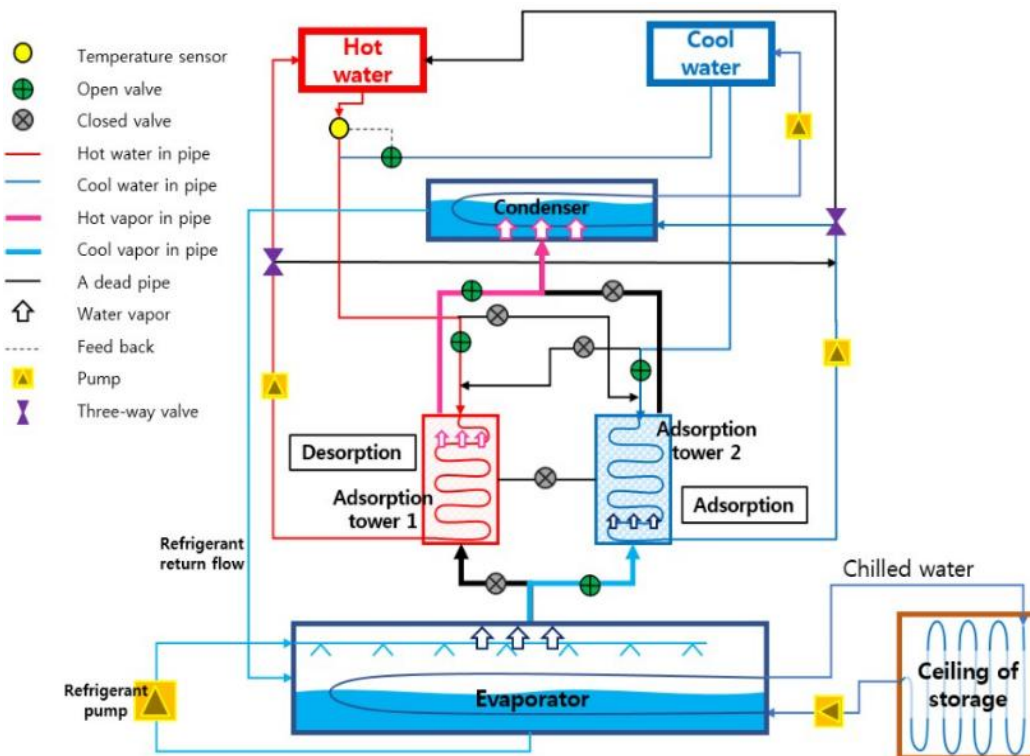 Temperature sensor
Open valve
Closed valve
Hot water in pipe
Cool water in pipe
Hot vapor in pipe
Cool vapor in pipe
A dead pipe
Water vapor
Feed back
Pump
Three-way valve
Hot
water
Cool
water
Condenser
Desorption
Adsorption
tower 1
Adsorption
tower 2
Adsorption
Refrigerant
return flow
Chilled water
Refrigerant
pump
Evaporator
Ceiling of
storage